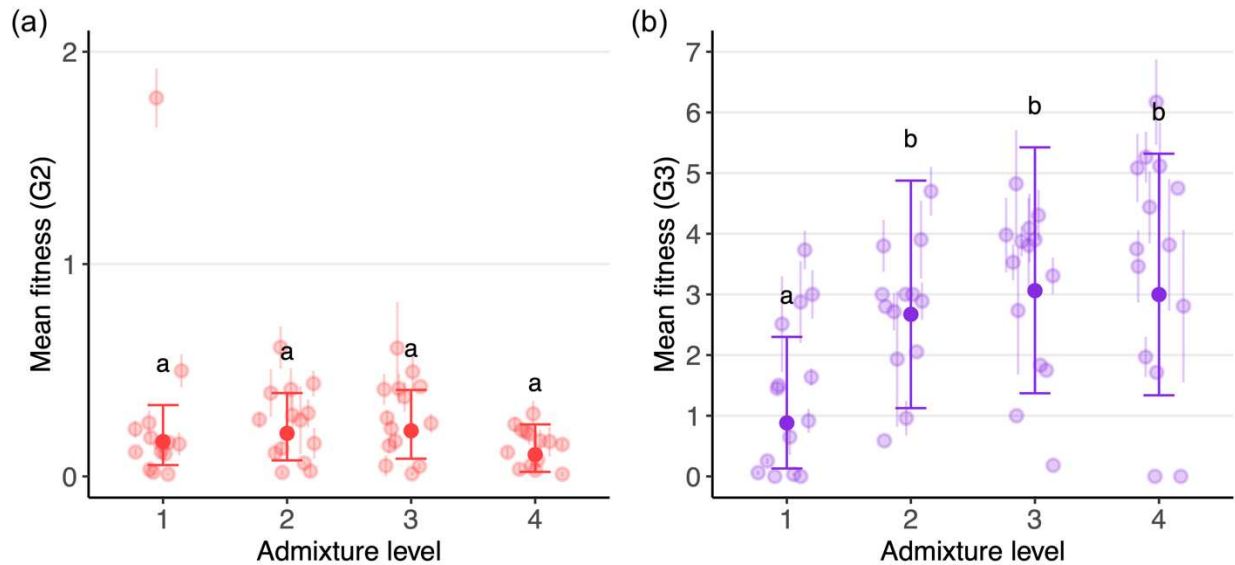 (a)
Mean fitness (G2)
2
1
0
a
a
a
a
1 2 3 4
Admixture level
(b)
Mean fitness (G3)
7
6
5
4
3
2
1
0
a
b
b
b
1 2 3 4
Admixture level